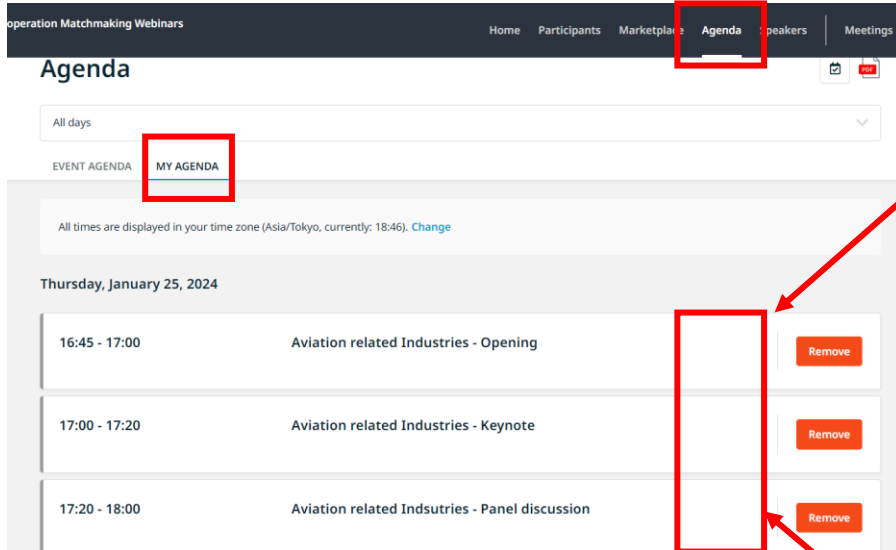 operation Matchmaking Webinars
Home Participants Marketplace Agenda Speakers Meetings
Agenda
PDF
All days
EVENT AGENDA MY AGENDA
All times are displayed in your time zone (Asia/Tokyo, currently: 18:46). Change
Thursday, January 25, 2024
16:45 - 17:00 Aviation related Industries - Opening Remove
17:00 - 17:20 Aviation related Industries - Keynote Remove
17:20 - 18:00 Aviation related Indsutries - Panel discussion Remove